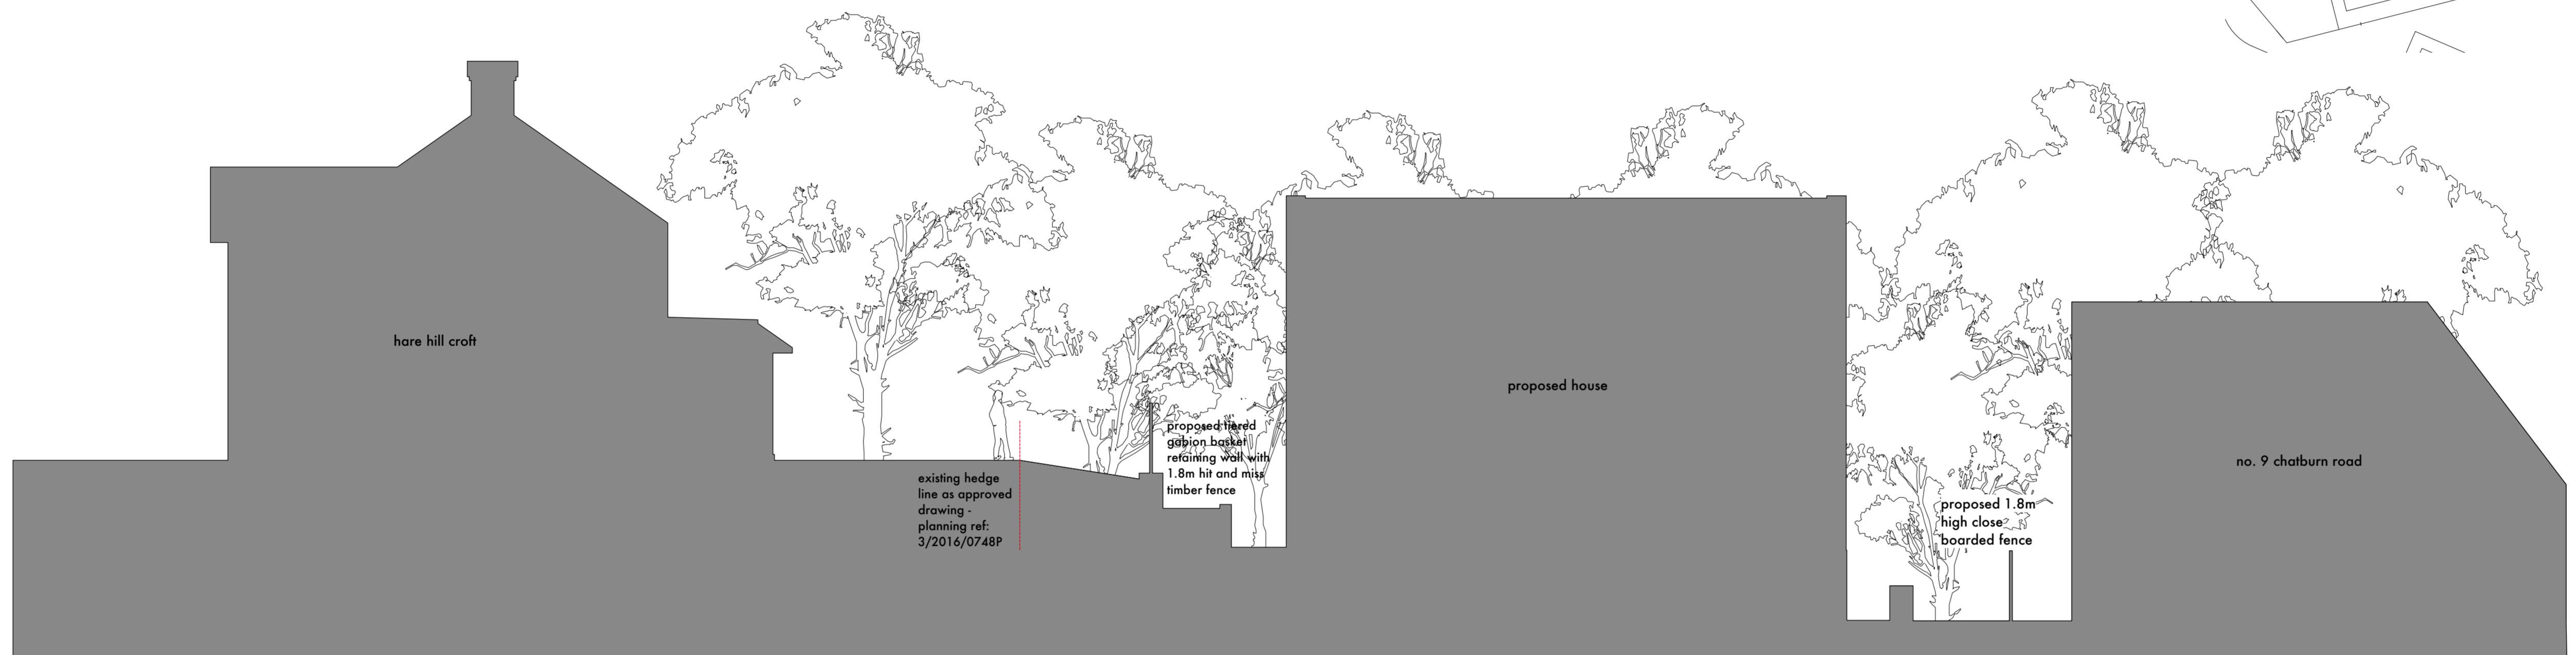 hare hill croft
existing hedge
line as approved
drawing -
planning ref:
3/2016/0748P
proposed tiered
gabion basket
retaining wall with
1.8m hit and miss
timber fence
proposed house
proposed 1.8m
high close
boarded fence
no. 9 chatburn road